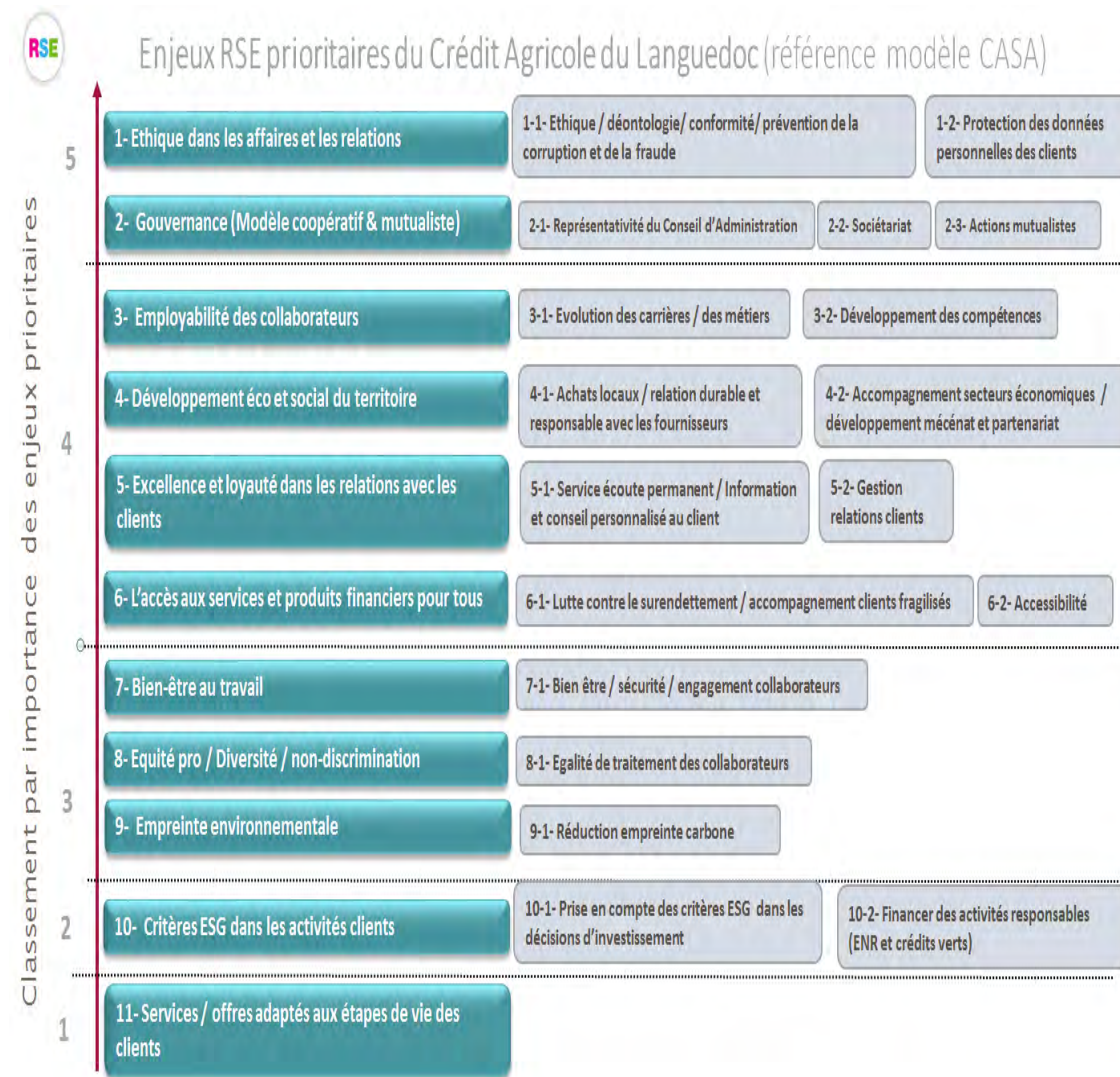 RSE
Enjeux RSE prioritaires du Crédit Agricole du Languedoc (référence modèle CASA)
Classement par importance des enjeux prioritaires
5
1- Ethique dans les affaires et les relations
1-1- Ethique / déontologie/ conformité/ prévention de la
corruption et de la fraude
1-2- Protection des données
personnelles des clients
2- Gouvernance (Modèle coopératif & mutualiste)
2-1- Représentativité du Conseil d'Administration
2-2- Sociétariat
2-3- Actions mutualistes
4
3- Employabilité des collaborateurs
3-1- Evolution des carrières / des métiers
3-2- Développement des compétences
4- Développement éco et social du territoire
4-1- Achats locaux / relation durable et
responsable avec les fournisseurs
4-2- Accompagnement secteurs économiques /
développement mécénat et partenariat
5- Excellence et loyauté dans les relations avec les
clients
5-1- Service écoute permanent / Information
et conseil personnalisé au client
5-2- Gestion
relations clients
6- L'accès aux services et produits financiers pour tous
6-1- Lutte contre le surendettement / accompagnement clients fragilisés
6-2- Accessibilité
3
7- Bien-être au travail
7-1- Bien être / sécurité / engagement collaborateurs
8- Equité pro / Diversité / non-discrimination
8-1- Egalité de traitement des collaborateurs
9- Empreinte environnementale
9-1- Réduction empreinte carbone
2
10- Critères ESG dans les activités clients
10-1- Prise en compte des critères ESG dans les
décisions d'investissement
10-2- Financer des activités responsables
(ENR et crédits verts)
1
11- Services / offres adaptés aux étapes de vie des
clients